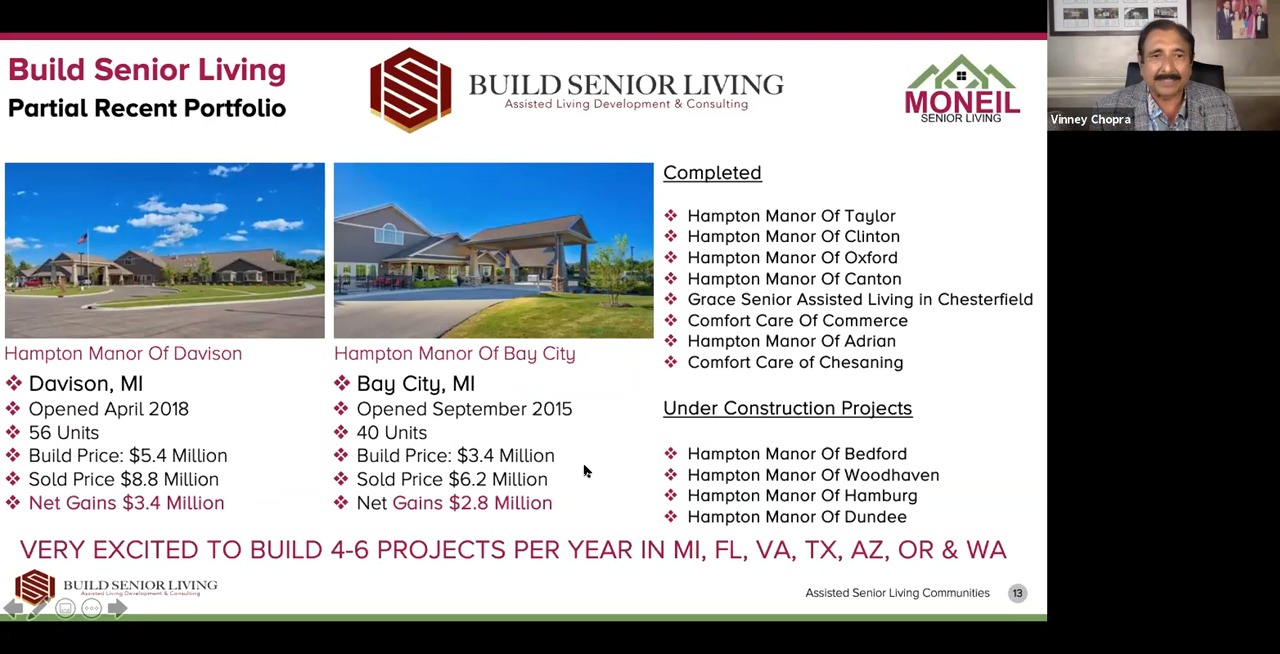 Build Senior Living
Partial Recent Portfolio
BUILD SENIOR LIVING
Assisted Living Development & Consulting
MONEIL
SENIOR LIVING
Vinney Chopra
Hampton Manor Of Davison
❖ Davison, MI
❖ Opened April 2018
❖ 56 Units
❖ Build Price: $5.4 Million
❖ Sold Price $8.8 Million
❖ Net Gains $3.4 Million
Hampton Manor Of Bay City
❖ Bay City, MI
❖ Opened September 2015
❖ 40 Units
❖ Build Price: $3.4 Million
❖ Sold Price $6.2 Million
❖ Net Gains $2.8 Million
Completed
❖ Hampton Manor Of Taylor
❖ Hampton Manor Of Clinton
❖ Hampton Manor Of Oxford
❖ Hampton Manor Of Canton
❖ Grace Senior Assisted Living in Chesterfield
❖ Comfort Care Of Commerce
❖ Hampton Manor Of Adrian
❖ Comfort Care of Chesaning
Under Construction Projects
❖ Hampton Manor Of Bedford
❖ Hampton Manor Of Woodhaven
❖ Hampton Manor Of Hamburg
❖ Hampton Manor Of Dundee
VERY EXCITED TO BUILD 4-6 PROJECTS PER YEAR IN MI, FL, VA, TX, AZ, OR & WA
BUILD SENIOR LIVING
Assisted Living Development & Consulting
Assisted Senior Living Communities
13